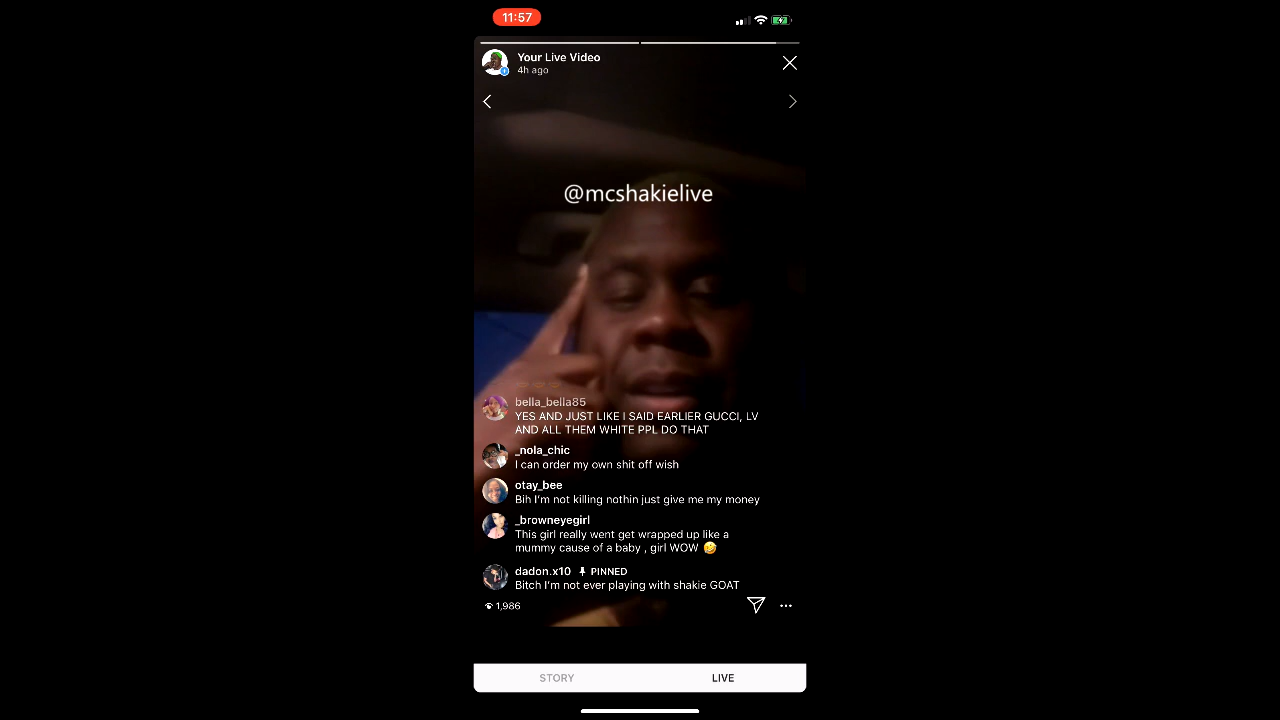 11:57
Your Live Video
4h ago
@mcshakielive
bella_bella85
YES AND JUST LIKE I SAID EARLIER GUCCI, LV
AND ALL THEM WHITE PPL DO THAT
_nola_chic
I can order my own shit off wish
otay_bee
Bih I'm not killing nothin just give me my money
_browneyegirl
This girl really went get wrapped up like a
mummy cause of a baby , girl WOW 🤣
dadon.x10 PINNED
Bitch I'm not ever playing with shakie GOAT
1,986
STORY LIVE